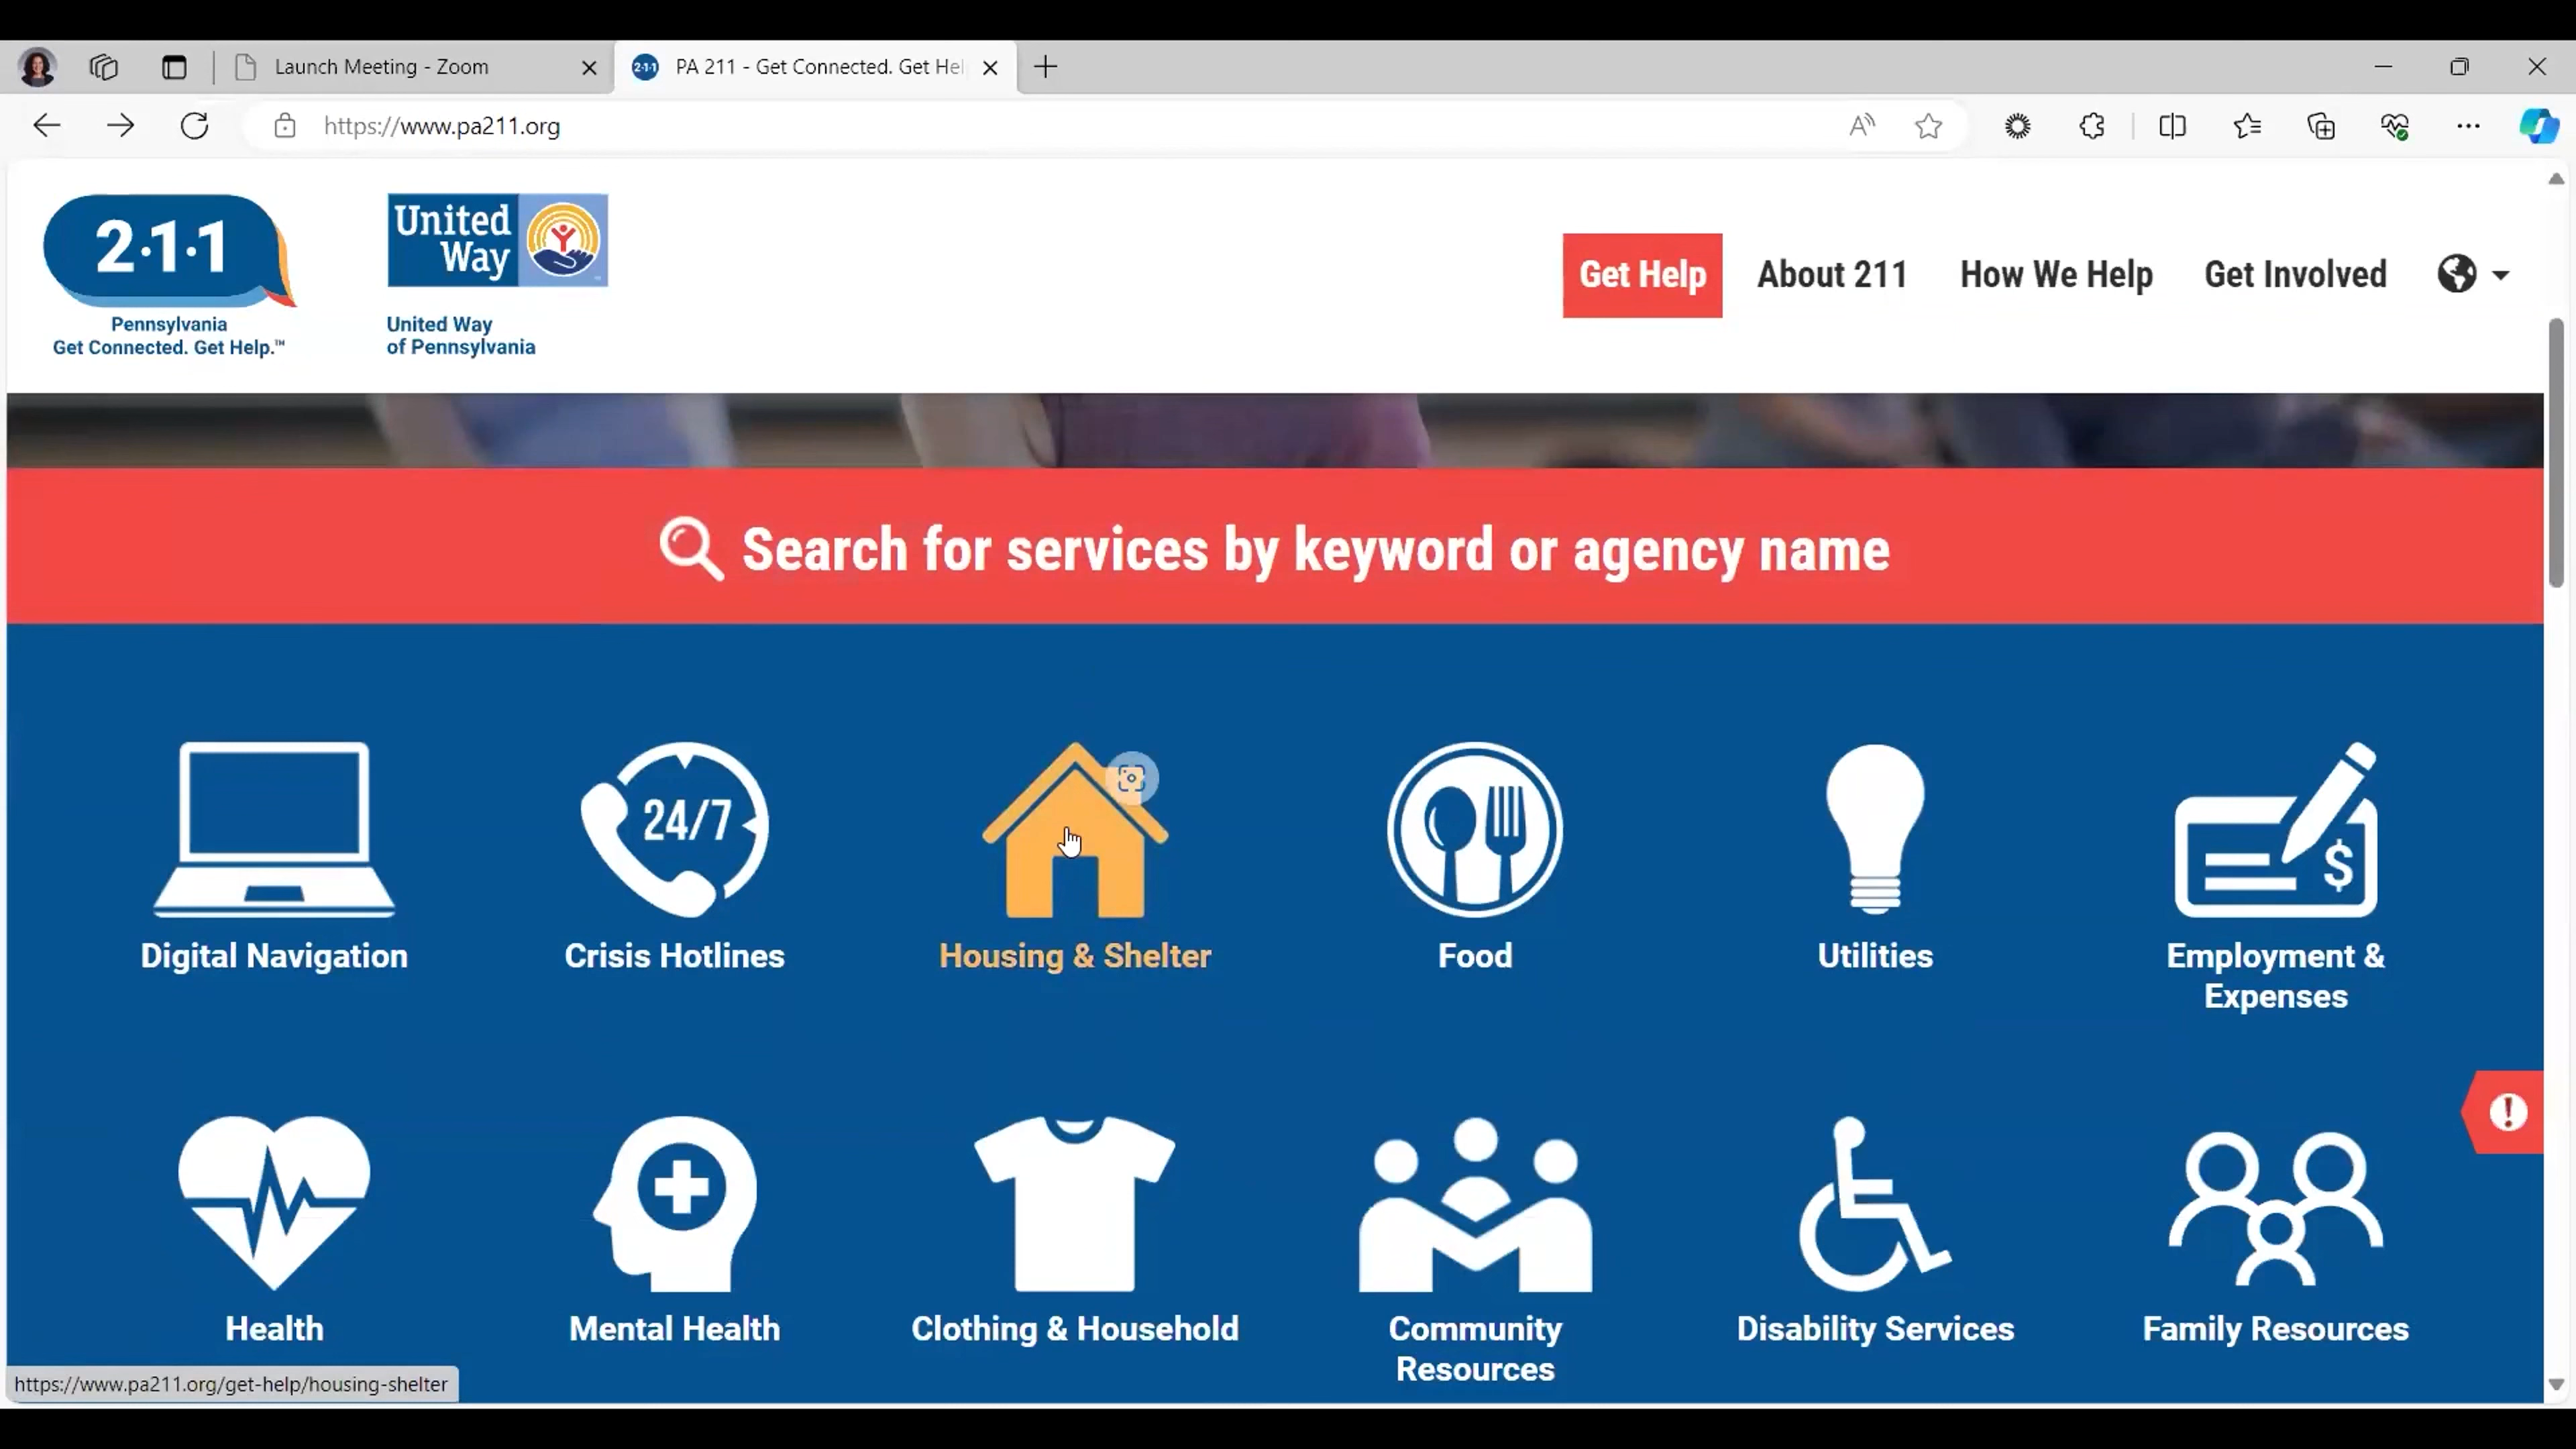 Launch Meeting - Zoom
PA 211 - Get Connected. Get Hel
https://www.pa211.org
2·1·1
Pennsylvania
Get Connected. Get Help.™
United
Way
United Way
of Pennsylvania
Get Help
About 211
How We Help
Get Involved
Search for services by keyword or agency name
24/7
$
Digital Navigation
Crisis Hotlines
Housing & Shelter
Food
Utilities
Employment &
Expenses
!
Health
Mental Health
Clothing & Household
Community
Resources
Disability Services
Family Resources
https://www.pa211.org/get-help/housing-shelter